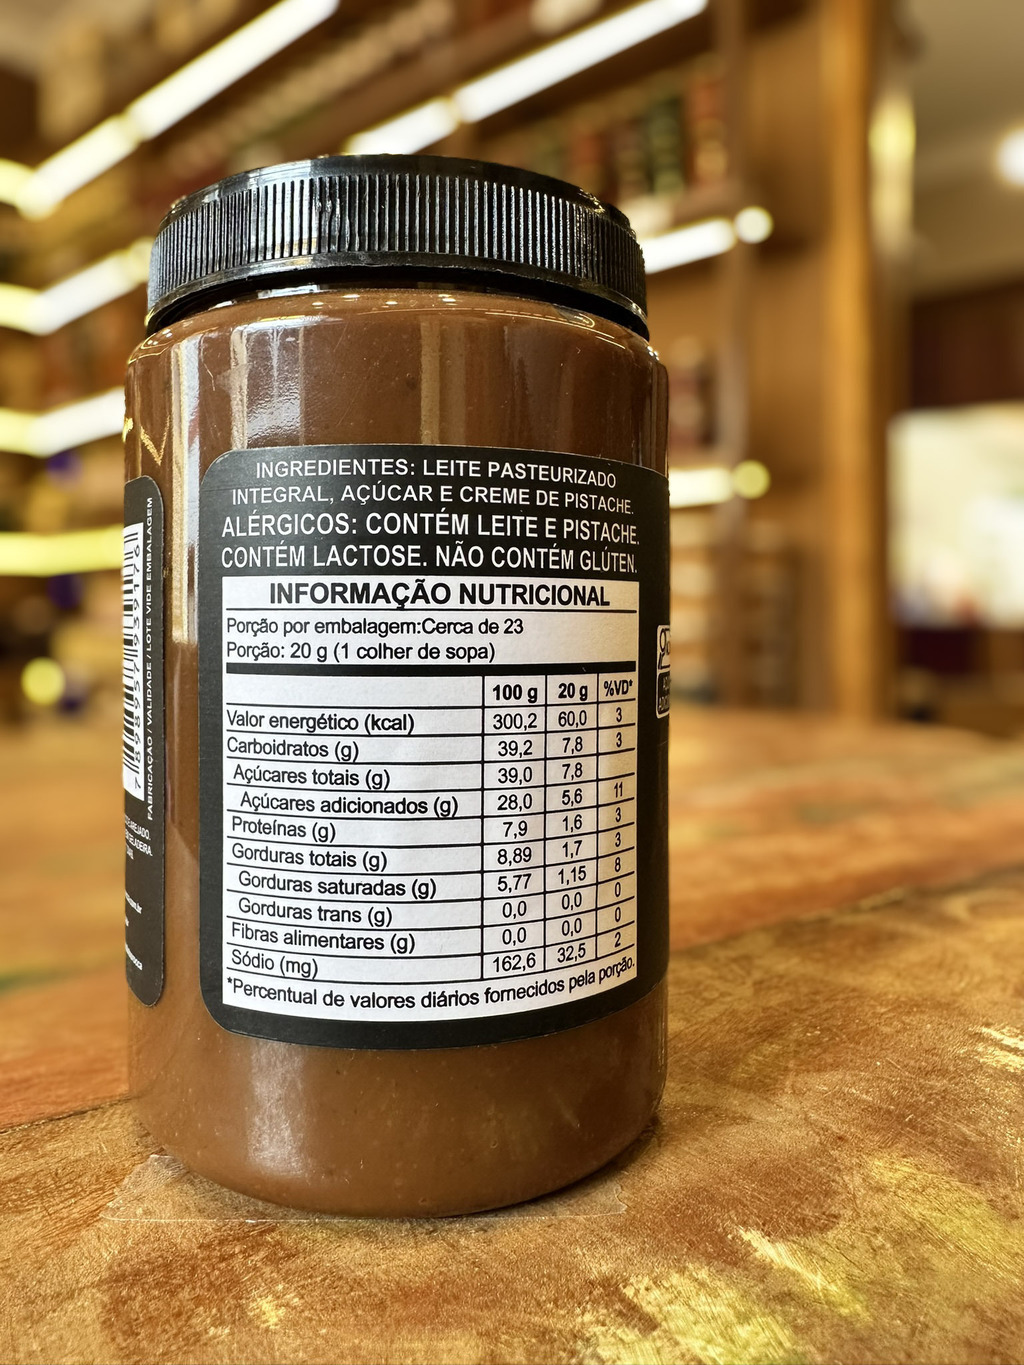 INGREDIENTES: LEITE PASTEURIZADO
INTEGRAL, AÇÚCAR E CREME DE PISTACHE.
ALÉRGICOS: CONTÉM LEITE E PISTACHE.
CONTÉM LACTOSE. NÃO CONTÉM GLÚTEN.
INFORMAÇÃO NUTRICIONAL
Porção por embalagem:Cerca de 23
Porção: 20 g (1 colher de sopa)
100 g 20 g %VD*
Valor energético (kcal) 300,2 60,0 3
Carboidratos (g) 39,2 7,8 3
Açúcares totais (g) 39,0 7,8
Açúcares adicionados (g) 28,0 5,6 11
Proteínas (g) 7,9 1,6 3
Gorduras totais (g) 8,89 1,7 3
Gorduras saturadas (g) 5,77 1,15 8
Gorduras trans (g) 0,0 0,0 0
Fibras alimentares (g) 0,0 0,0 0
Sódio (mg) 162,6 32,5 2
*Percentual de valores diários fornecidos pela porção.
FABRICAÇÃO / VALIDADE / LOTE VIDE EMBALAGEM
7 898957 939176